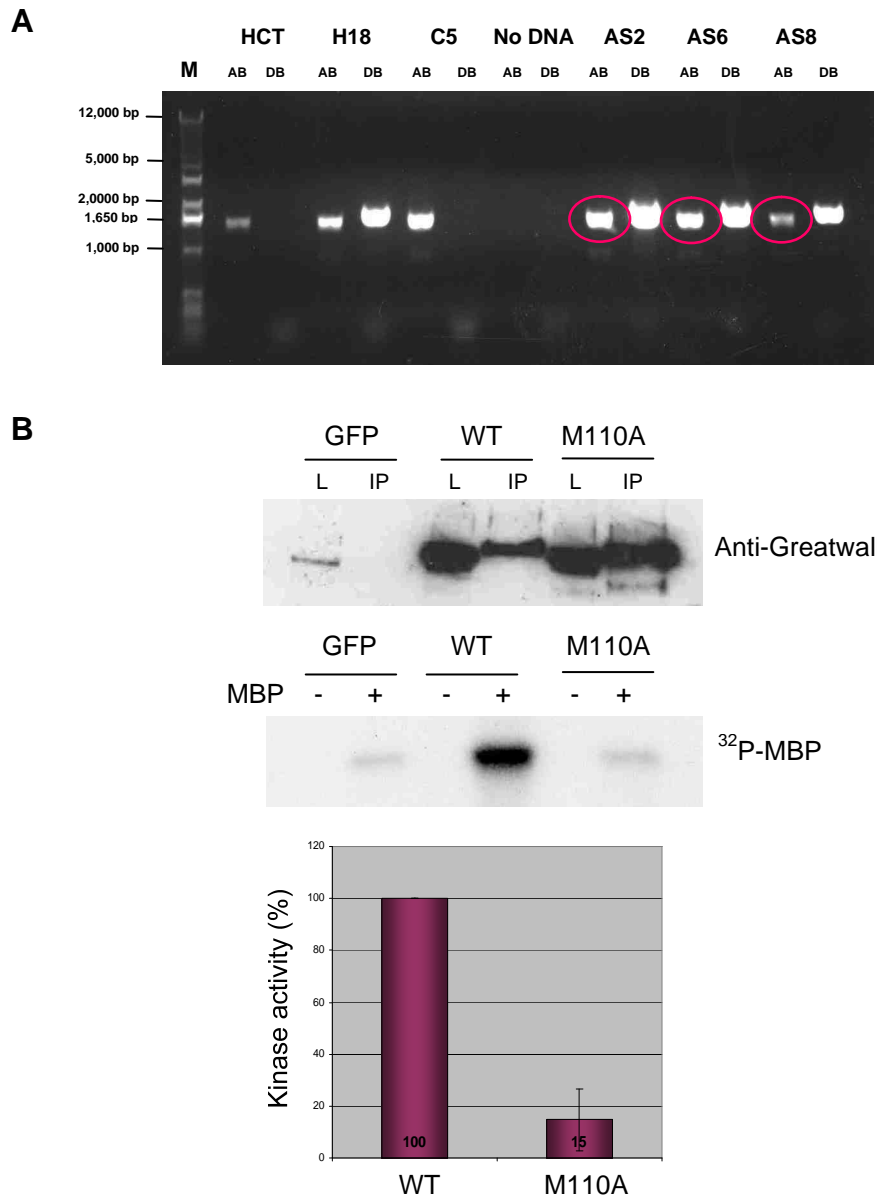 A
HCT H18 C5 No DNA AS2 AS6 AS8
M AB DB AB DB AB DB AB DB AB DB AB DB AB DB
12,000 bp
5,000 bp
2,0000 bp
1.650 bp
1,000 bp
B
GFP WT M110A
L IP L IP L IP
Anti-Greatwal
GFP WT M110A
MBP - + - + - +
32P-MBP
120
100
80
60
40
20
0
Kinase activity (%)
100 15
WT M110A